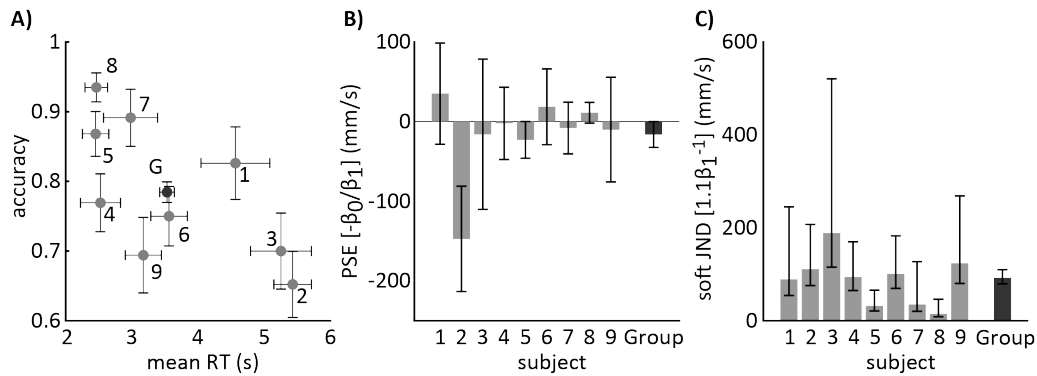 A)
1
0.9
0.8
0.7
0.6
accuracy
8
7
5
G
1
4
6
3
9
2
2 3 4 5 6
mean RT (s)
B)
100
0
-100
-200
PSE [-β0/β1] (mm/s)
1 2 3 4 5 6 7 8 9 Group
subject
C)
600
400
200
0
soft JND [1.1β1-1] (mm/s)
1 2 3 4 5 6 7 8 9 Group
subject